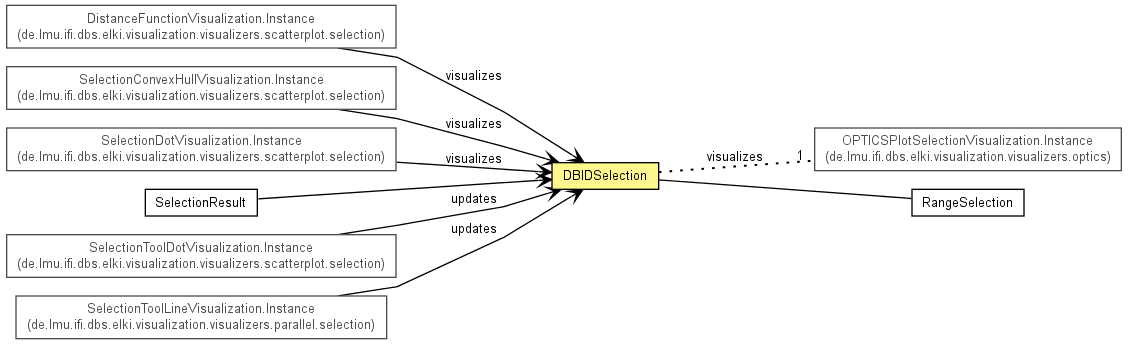 DistanceFunctionVisualization.Instance
(de.lmu.ifi.dbs.elki.visualization.visualizers.scatterplot.selection)
visualizes
SelectionConvexHullVisualization.Instance
(de.lmu.ifi.dbs.elki.visualization.visualizers.scatterplot.selection)
visualizes
SelectionDotVisualization.Instance
(de.lmu.ifi.dbs.elki.visualization.visualizers.scatterplot.selection)
visualizes
SelectionResult
updates
SelectionToolDotVisualization.Instance
(de.lmu.ifi.dbs.elki.visualization.visualizers.scatterplot.selection)
updates
SelectionToolLineVisualization.Instance
(de.lmu.ifi.dbs.elki.visualization.visualizers.parallel.selection)
DBIDSelection
visualizes 1
OPTICSPlotSelectionVisualization.Instance
(de.lmu.ifi.dbs.elki.visualization.visualizers.optics)
RangeSelection